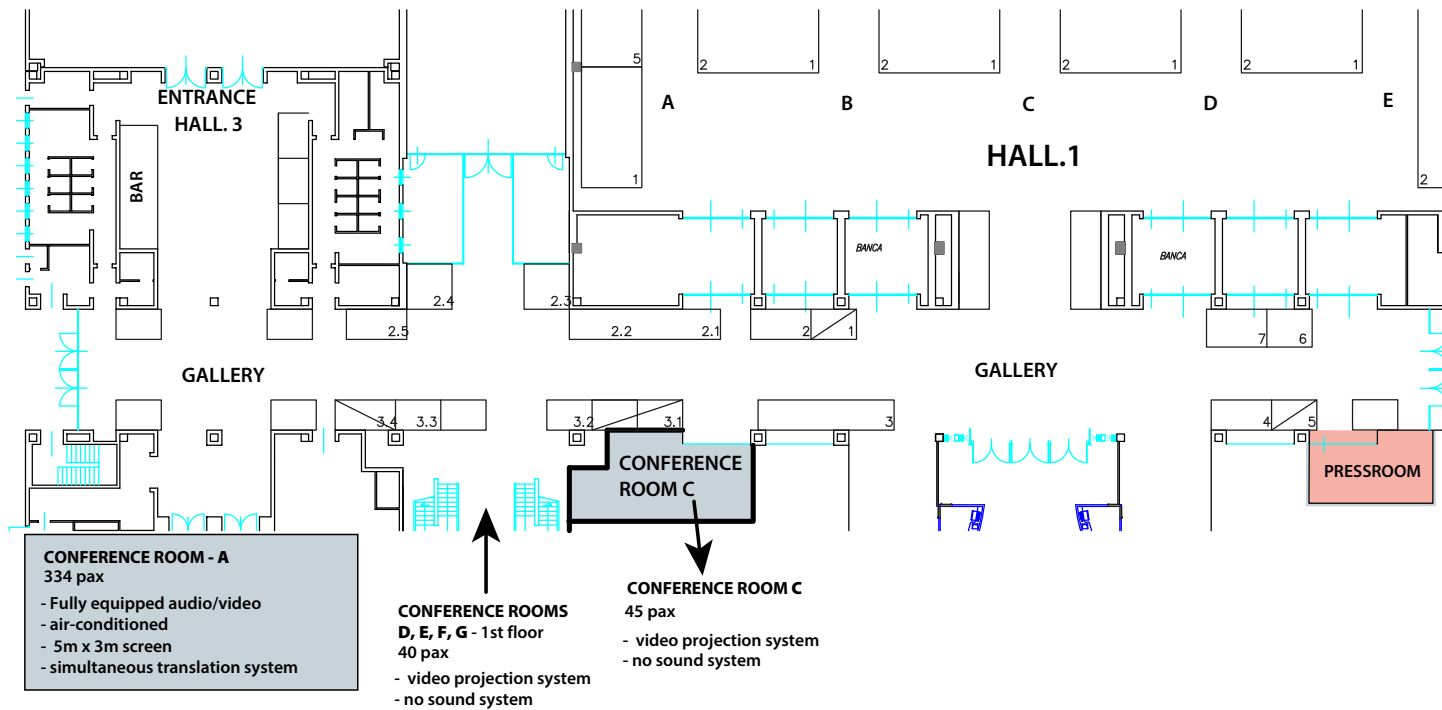 5
2 1
2 1
2 1
2 1
ENTRANCE
HALL. 3
A
B
C
D
E
HALL.1
BAR
1
2
BANCA
BANCA
2.4
2.3
2.5
2.2
2.1
2
1
7
6
GALLERY
GALLERY
3.4
3.3
3.2
3.1
3
4
5
CONFERENCE
ROOM C
PRESSROOM
CONFERENCE ROOM - A
334 pax
- Fully equipped audio/video
- air-conditioned
- 5m x 3m screen
- simultaneous translation system
CONFERENCE ROOMS
D, E, F, G - 1st floor
40 pax
- video projection system
- no sound system
CONFERENCE ROOM C
45 pax
- video projection system
- no sound system